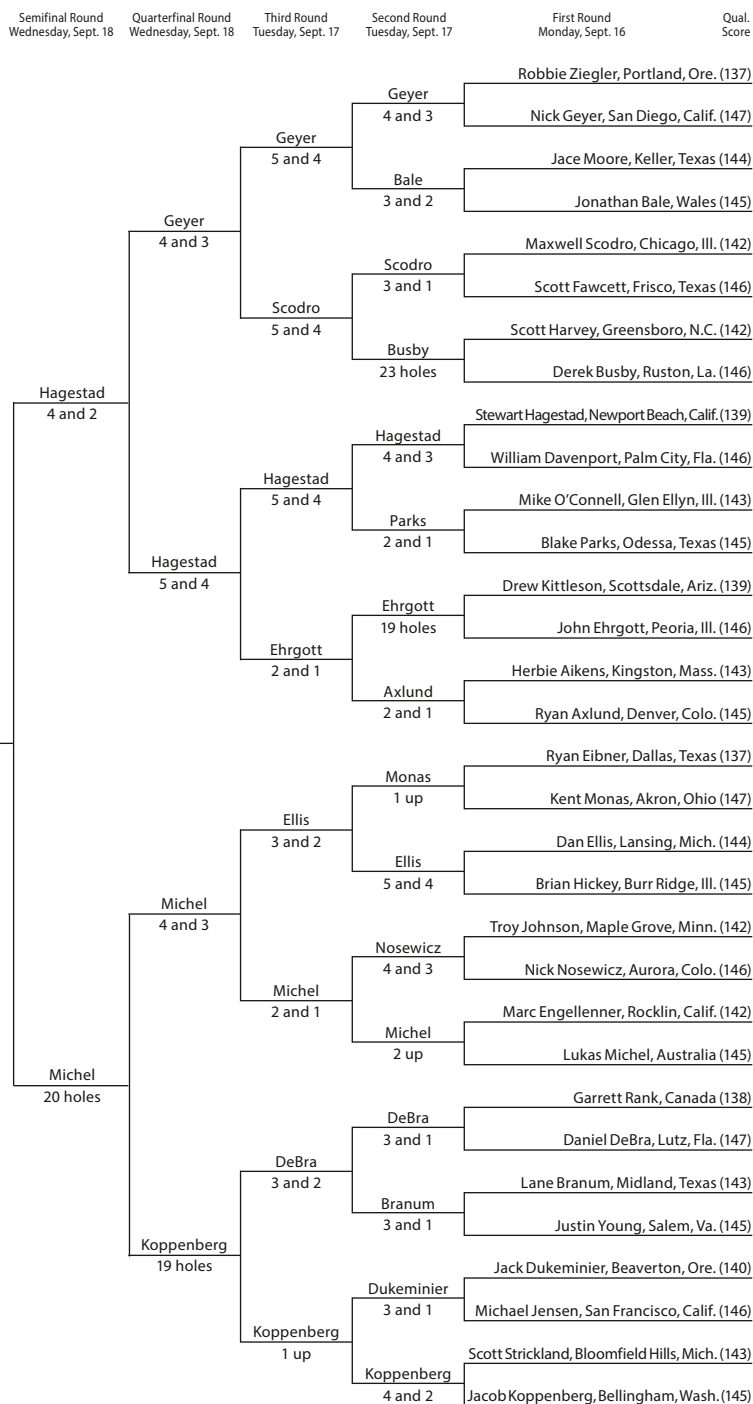 Semifinal Round
Wednesday, Sept. 18
Quarterfinal Round
Wednesday, Sept. 18
Third Round
Tuesday, Sept. 17
Second Round
Tuesday, Sept. 17
First Round
Monday, Sept. 16
Qual.
Score
Robbie Ziegler, Portland, Ore. (137)
Geyer
4 and 3
Nick Geyer, San Diego, Calif. (147)
Geyer
5 and 4
Jace Moore, Keller, Texas (144)
Bale
3 and 2
Jonathan Bale, Wales (145)
Geyer
4 and 3
Maxwell Scodro, Chicago, Ill. (142)
Scodro
3 and 1
Scott Fawcett, Frisco, Texas (146)
Scodro
5 and 4
Scott Harvey, Greensboro, N.C. (142)
Busby
23 holes
Derek Busby, Ruston, La. (146)
Hagestad
4 and 2
Stewart Hagestad, Newport Beach, Calif. (139)
Hagestad
4 and 3
William Davenport, Palm City, Fla. (146)
Hagestad
5 and 4
Mike O’Connell, Glen Ellyn, Ill. (143)
Parks
2 and 1
Blake Parks, Odessa, Texas (145)
Hagestad
5 and 4
Drew Kittleson, Scottsdale, Ariz. (139)
Ehrgott
19 holes
John Ehrgott, Peoria, Ill. (146)
Ehrgott
2 and 1
Herbie Aikens, Kingston, Mass. (143)
Axlund
2 and 1
Ryan Axlund, Denver, Colo. (145)
Ryan Eibner, Dallas, Texas (137)
Monas
1 up
Kent Monas, Akron, Ohio (147)
Ellis
3 and 2
Dan Ellis, Lansing, Mich. (144)
Ellis
5 and 4
Brian Hickey, Burr Ridge, Ill. (145)
Michel
4 and 3
Troy Johnson, Maple Grove, Minn. (142)
Nosewicz
4 and 3
Nick Nosewicz, Aurora, Colo. (146)
Michel
2 and 1
Marc Engellenner, Rocklin, Calif. (142)
Michel
2 up
Lukas Michel, Australia (145)
Michel
20 holes
Garrett Rank, Canada (138)
DeBra
3 and 1
Daniel DeBra, Lutz, Fla. (147)
DeBra
3 and 2
Lane Branum, Midland, Texas (143)
Branum
3 and 1
Justin Young, Salem, Va. (145)
Koppenberg
19 holes
Jack Dukeminier, Beaverton, Ore. (140)
Dukeminier
3 and 1
Michael Jensen, San Francisco, Calif. (146)
Koppenberg
1 up
Scott Strickland, Bloomfield Hills, Mich. (143)
Koppenberg
4 and 2
Jacob Koppenberg, Bellingham, Wash. (145)